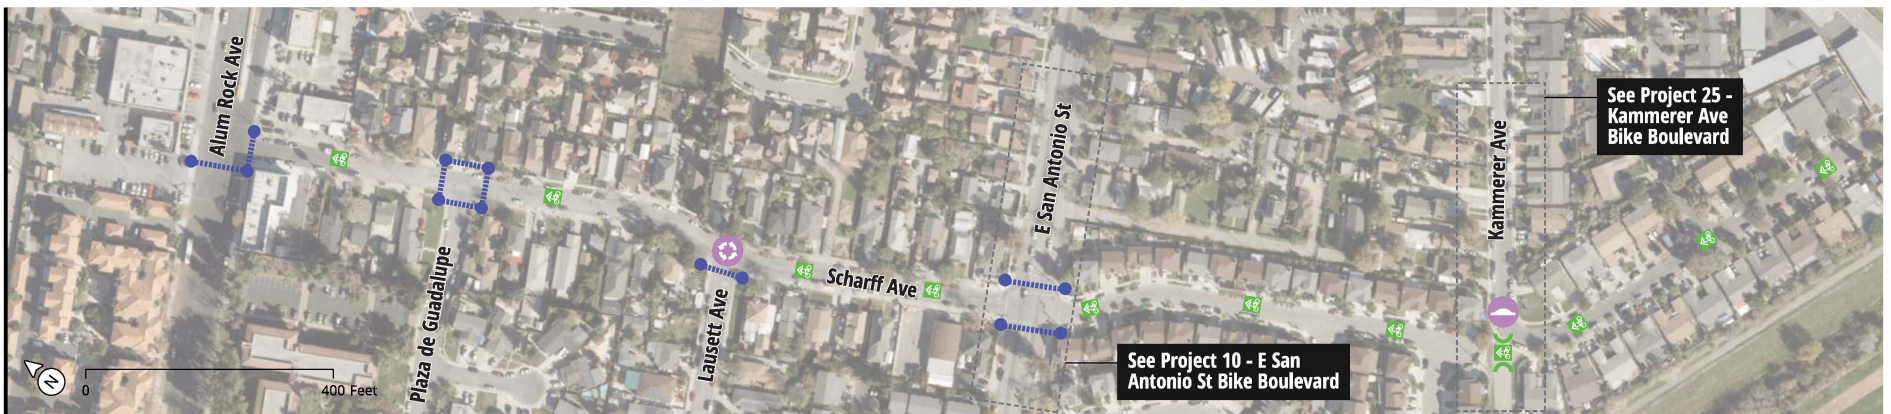 Alum Rock Ave
Plaza de Guadalupe
Lausett Ave
Scharff Ave
E San Antonio St
Kammerer Ave
See Project 25 -
Kammerer Ave
Bike Boulevard
See Project 10 - E San
Antonio St Bike Boulevard
N
0
400 Feet